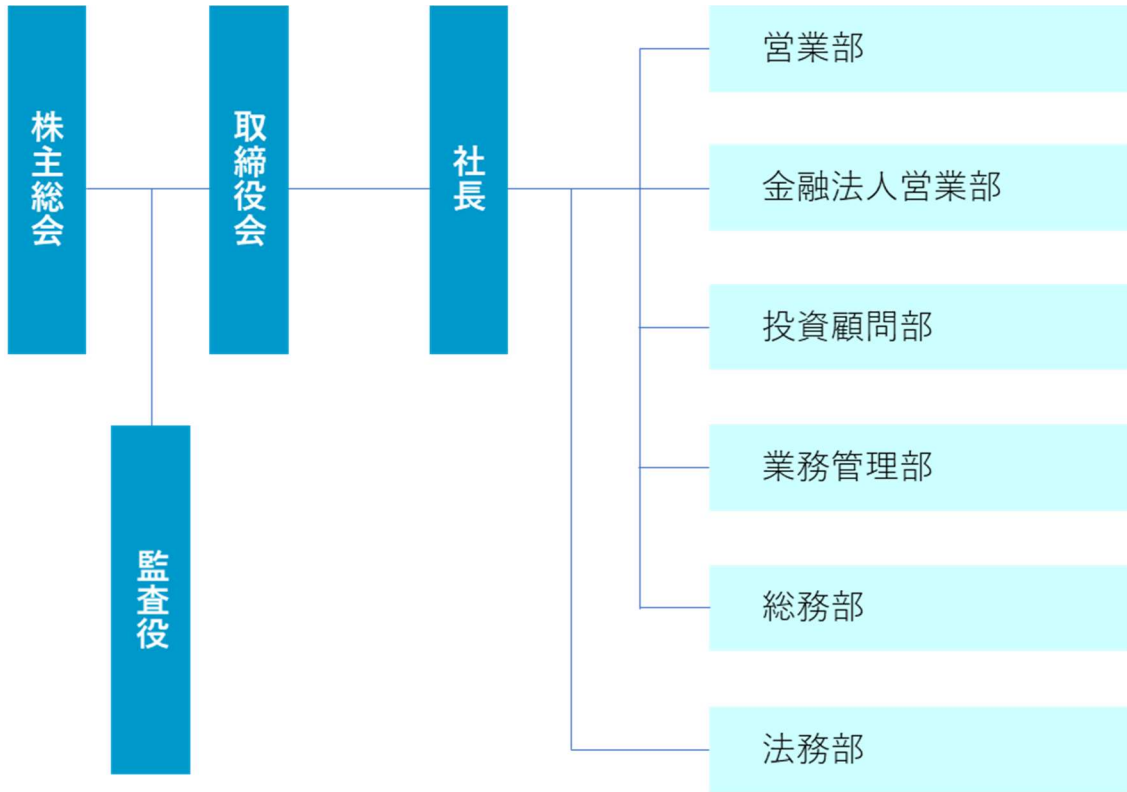 株主総会
取締役会
社長
監査役
営業部
金融法人営業部
投資顧問部
業務管理部
総務部
法務部